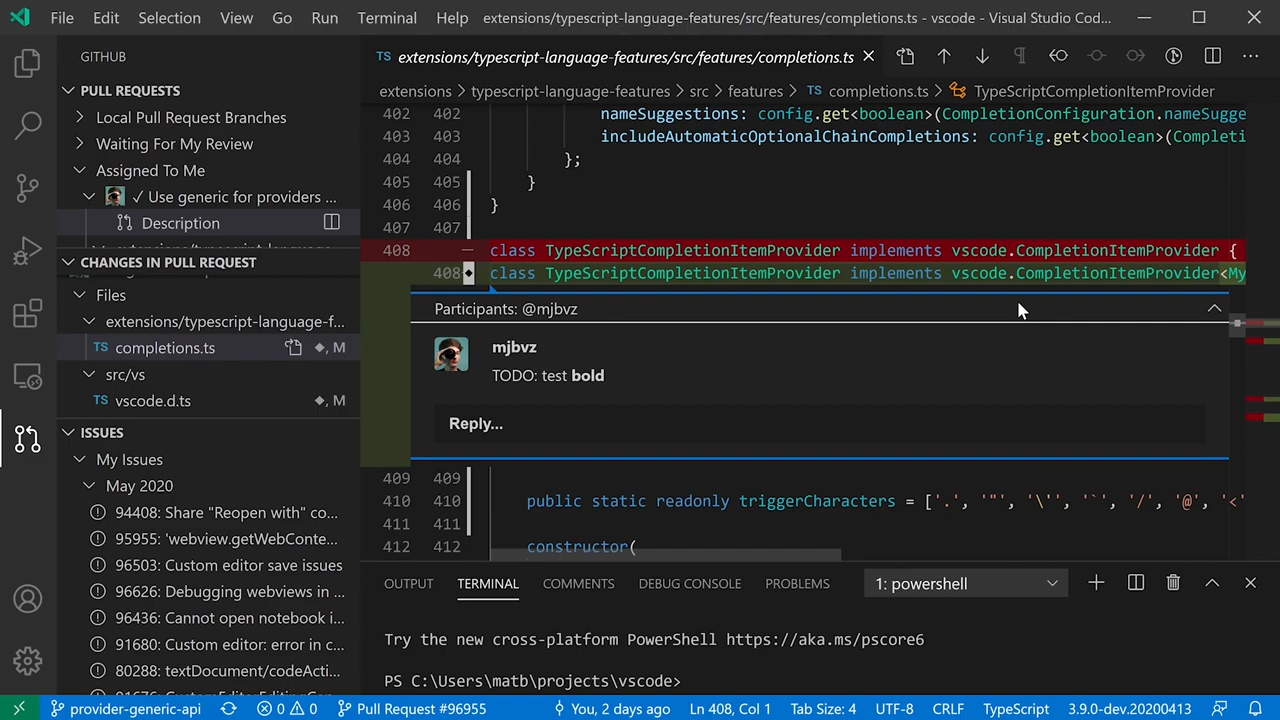 File Edit Selection View Go Run Terminal Help extensions/typescript-language-features/src/features/completions.ts - vscode - Visual Studio Cod...
GITHUB
PULL REQUESTS
Local Pull Request Branches
Waiting For My Review
Assigned To Me
✓ Use generic for providers ...
Description
CHANGES IN PULL REQUEST
Files
extensions/typescript-language-f...
TS completions.ts ◆, M
src/vs
TS vscode.d.ts ◆, M
ISSUES
My Issues
May 2020
94408: Share "Reopen with" co...
95955: 'webview.getWebConte...
96503: Custom editor save issues
96626: Debugging webviews in ...
96436: Cannot open notebook i...
91680: Custom editor: error in c...
80288: textDocument/codeActi...
TS extensions/typescript-language-features/src/features/completions.ts
extensions > typescript-language-features > src > features > TS completions.ts > TypeScriptCompletionItemProvider
402 402 nameSuggestions: config.get<boolean>(CompletionConfiguration.nameSugge
403 403 includeAutomaticOptionalChainCompletions: config.get<boolean>(Complet
404 404 };
405 405 }
406 406 }
407 407
408 — class TypeScriptCompletionItemProvider implements vscode.CompletionItemProvider {
408 class TypeScriptCompletionItemProvider implements vscode.CompletionItemProvider<My
Participants: @mjbvz
mjbvz
TODO: test bold
Reply...
409 409
410 410 public static readonly triggerCharacters = ['.', '"', '\'', '`', '/', '@', '<'
411 411
412 412 constructor(
OUTPUT TERMINAL COMMENTS DEBUG CONSOLE PROBLEMS 1: powershell
Try the new cross-platform PowerShell https://aka.ms/pscore6
PS C:\Users\matb\projects\vscode>
provider-generic-api 0 0 Pull Request #96955 You, 2 days ago Ln 408, Col 1 Tab Size: 4 UTF-8 CRLF TypeScript 3.9.0-dev.20200413